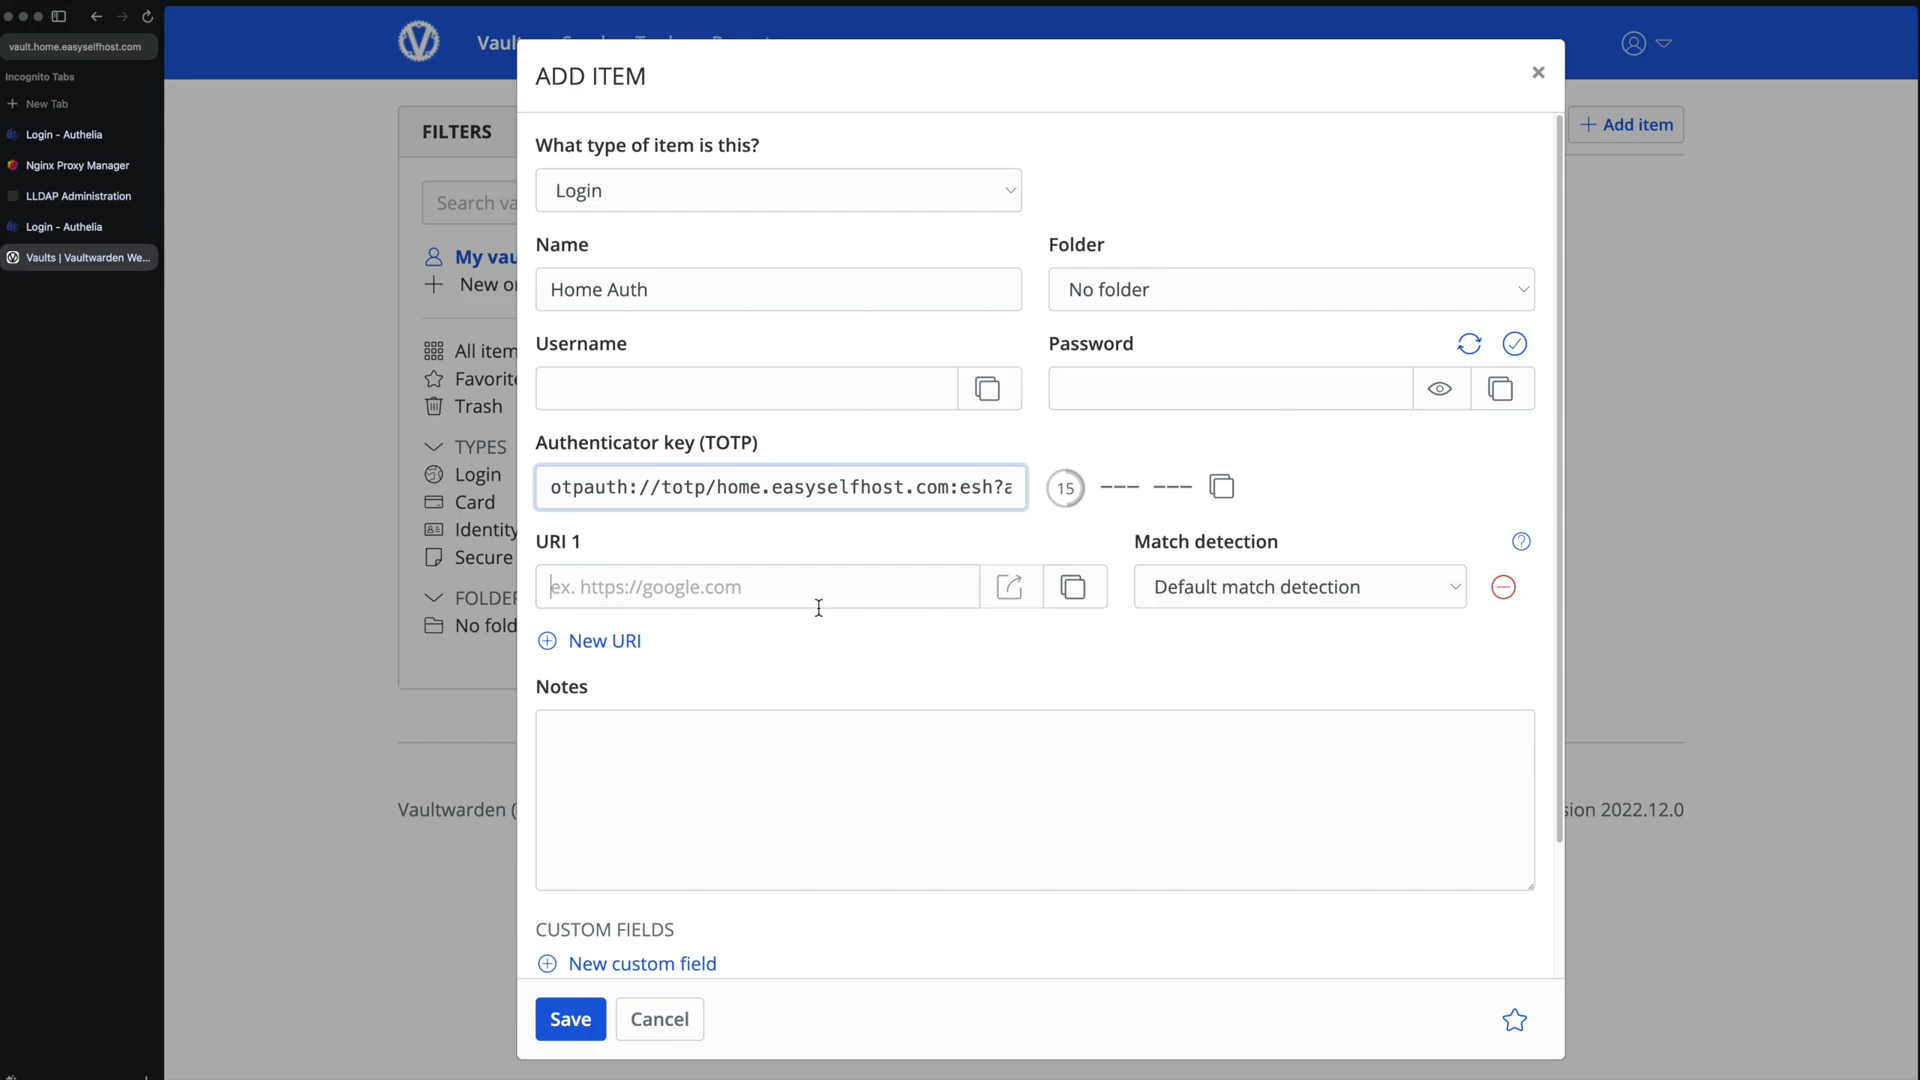 vault.home.easyselfhost.com
Incognito Tabs
New Tab
Login - Authelia
Nginx Proxy Manager
LLDAP Administration
Login - Authelia
Vaults | Vaultwarden We...
FILTERS
Search va
My vau
New or
All item
Favorite
Trash
TYPES
Login
Card
Identity
Secure
FOLDER
No fold
Vaultwarden (
Add item
sion 2022.12.0
ADD ITEM
×
What type of item is this?
Login
Name
Folder
Home Auth
No folder
Username
Password
Authenticator key (TOTP)
otpauth://totp/home.easyselfhost.com:esh?a
15 ––– –––
URI 1
Match detection
ex. https://google.com
Default match detection
New URI
Notes
CUSTOM FIELDS
New custom field
Save
Cancel